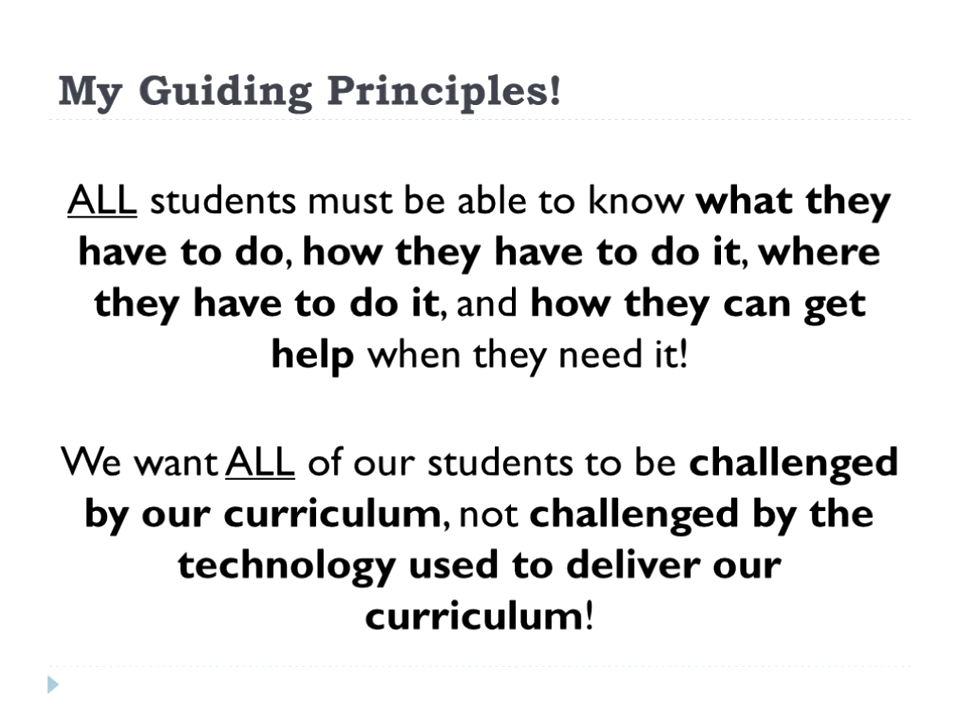 My Guiding Principles!
ALL students must be able to know what they
have to do, how they have to do it, where
they have to do it, and how they can get
help when they need it!
We want ALL of our students to be challenged
by our curriculum, not challenged by the
technology used to deliver our
curriculum!